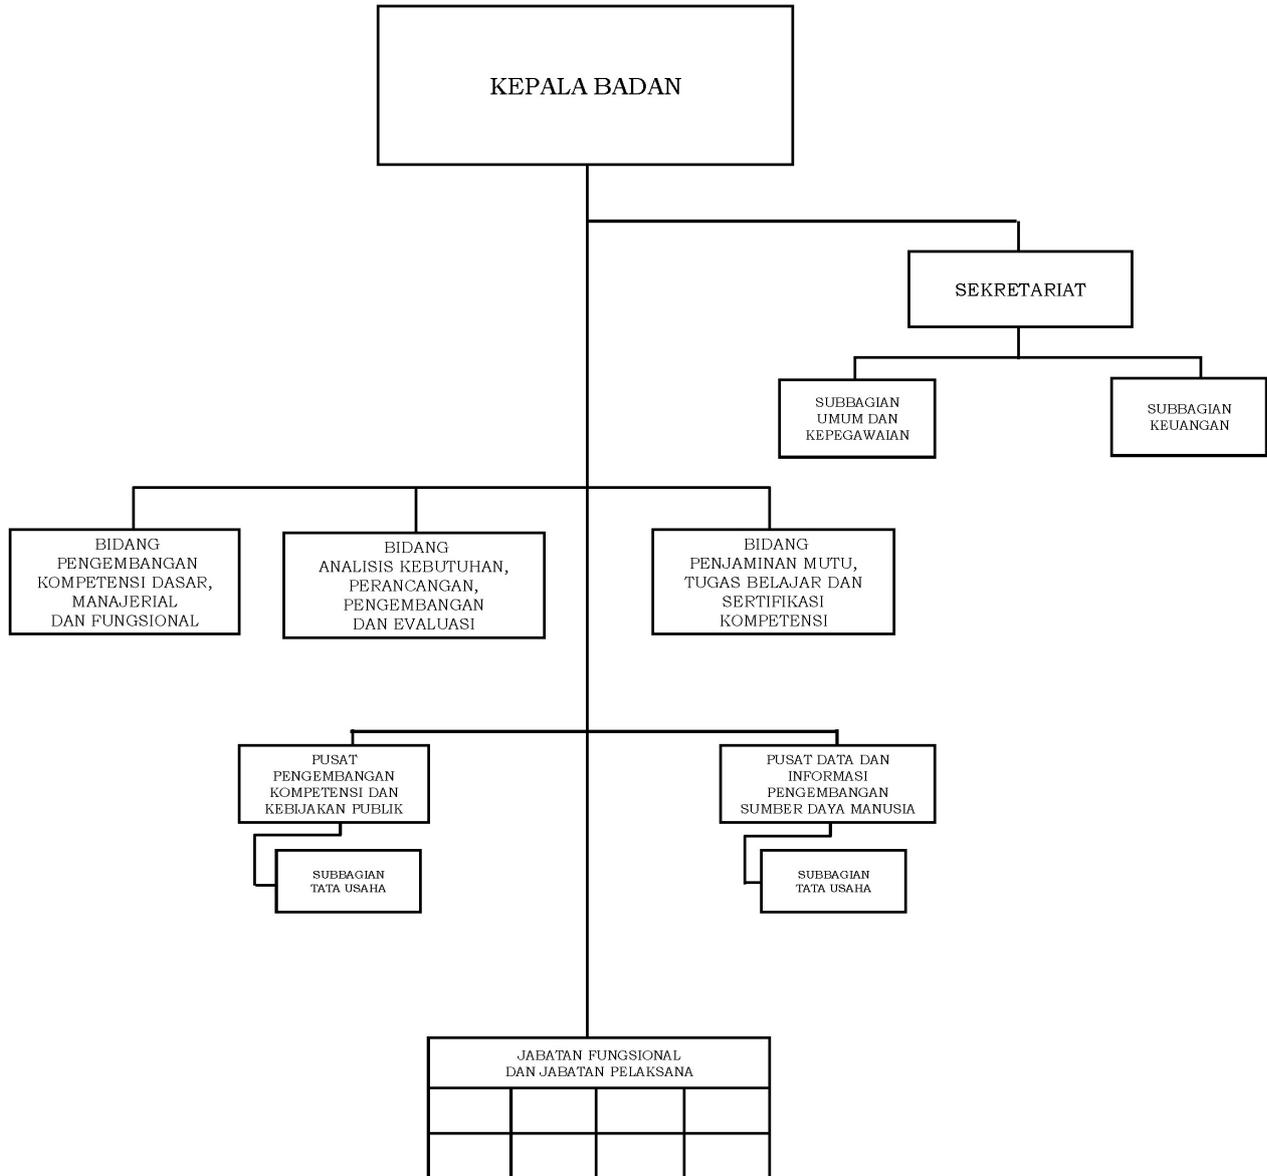 KEPALA BADAN
SEKRETARIAT
SUBBAGIAN
UMUM DAN
KEPEGAWAIAN
SUBBAGIAN
KEUANGAN
BIDANG
PENGEMBANGAN
KOMPETENSI DASAR,
MANAJERIAL
DAN FUNGSIONAL
BIDANG
ANALISIS KEBUTUHAN,
PERANCANGAN,
PENGEMBANGAN
DAN EVALUASI
BIDANG
PENJAMINAN MUTU,
TUGAS BELAJAR DAN
SERTIFIKASI
KOMPETENSI
PUSAT
PENGEMBANGAN
KOMPETENSI DAN
KEBIJAKAN PUBLIK
SUBBAGIAN
TATA USAHA
PUSAT DATA DAN
INFORMASI
PENGEMBANGAN
SUMBER DAYA MANUSIA
SUBBAGIAN
TATA USAHA
JABATAN FUNGSIONAL
DAN JABATAN PELAKSANA